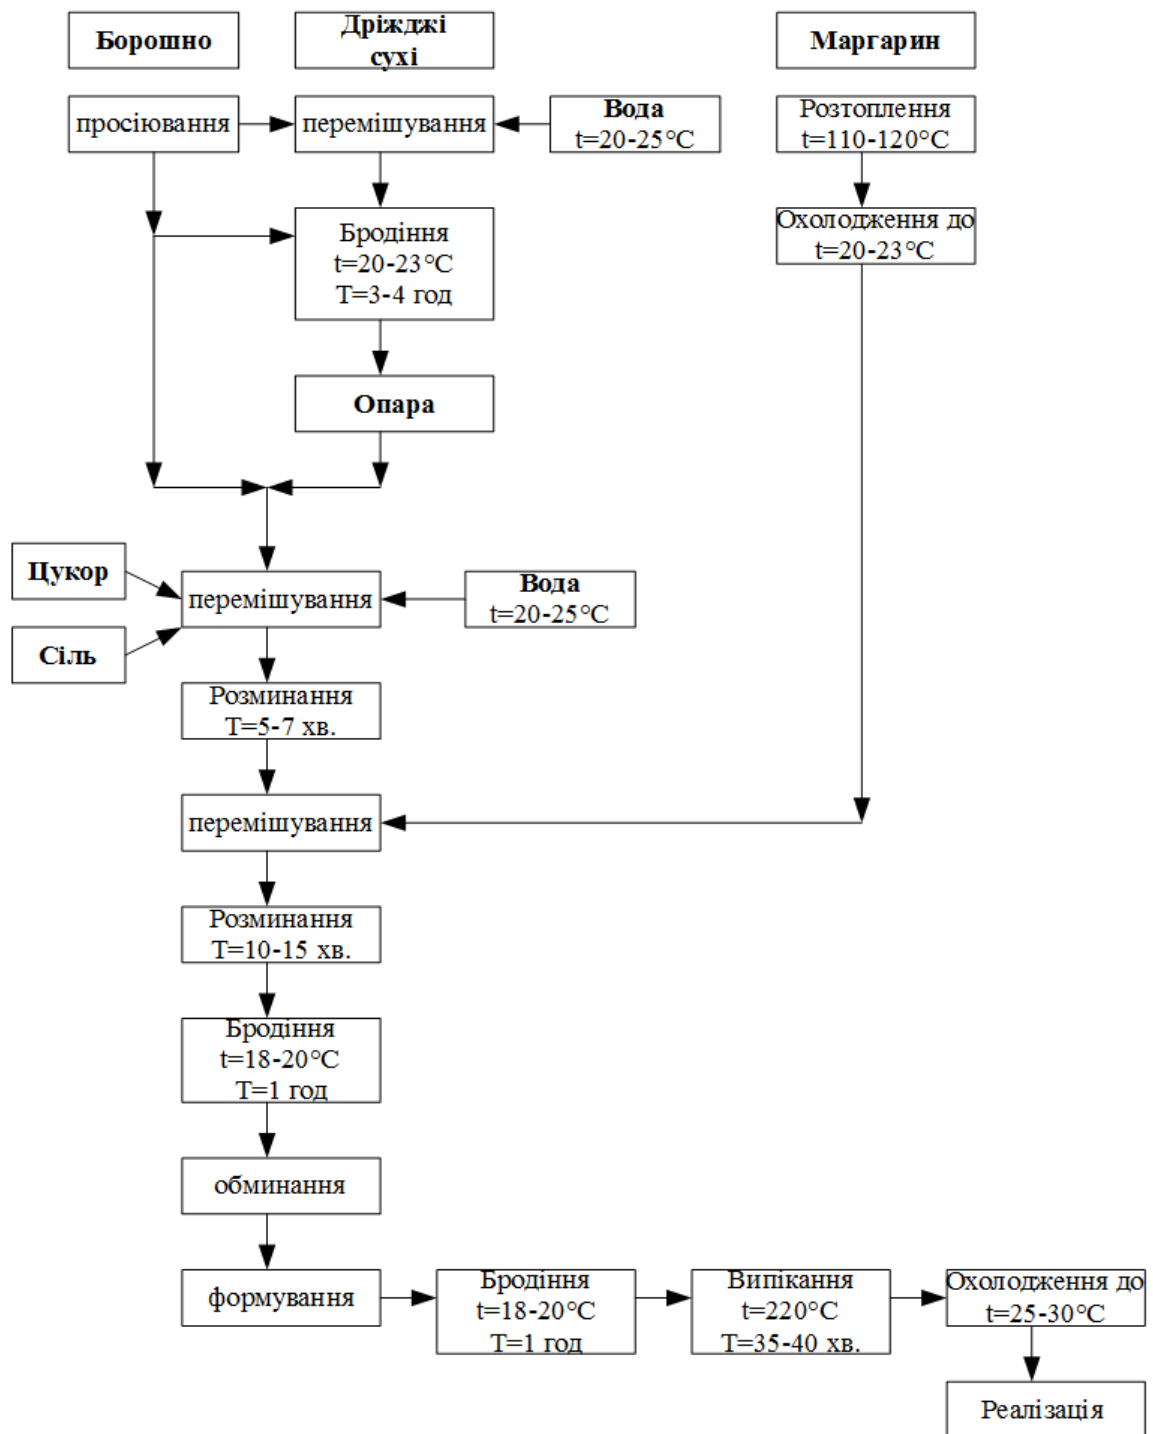 Борошно
Дріжджі
сухі
Маргарин
просіювання
перемішування
Вода
t=20-25°C
Розтоплення
t=110-120°C
Бродіння
t=20-23°C
T=3-4 год
Охолодження до
t=20-23°C
Опара
Цукор
перемішування
Вода
t=20-25°C
Сіль
Розминання
T=5-7 хв.
перемішування
Розминання
T=10-15 хв.
Бродіння
t=18-20°C
T=1 год
обминання
формування
Бродіння
t=18-20°C
T=1 год
Випікання
t=220°C
T=35-40 хв.
Охолодження до
t=25-30°C
Реалізація